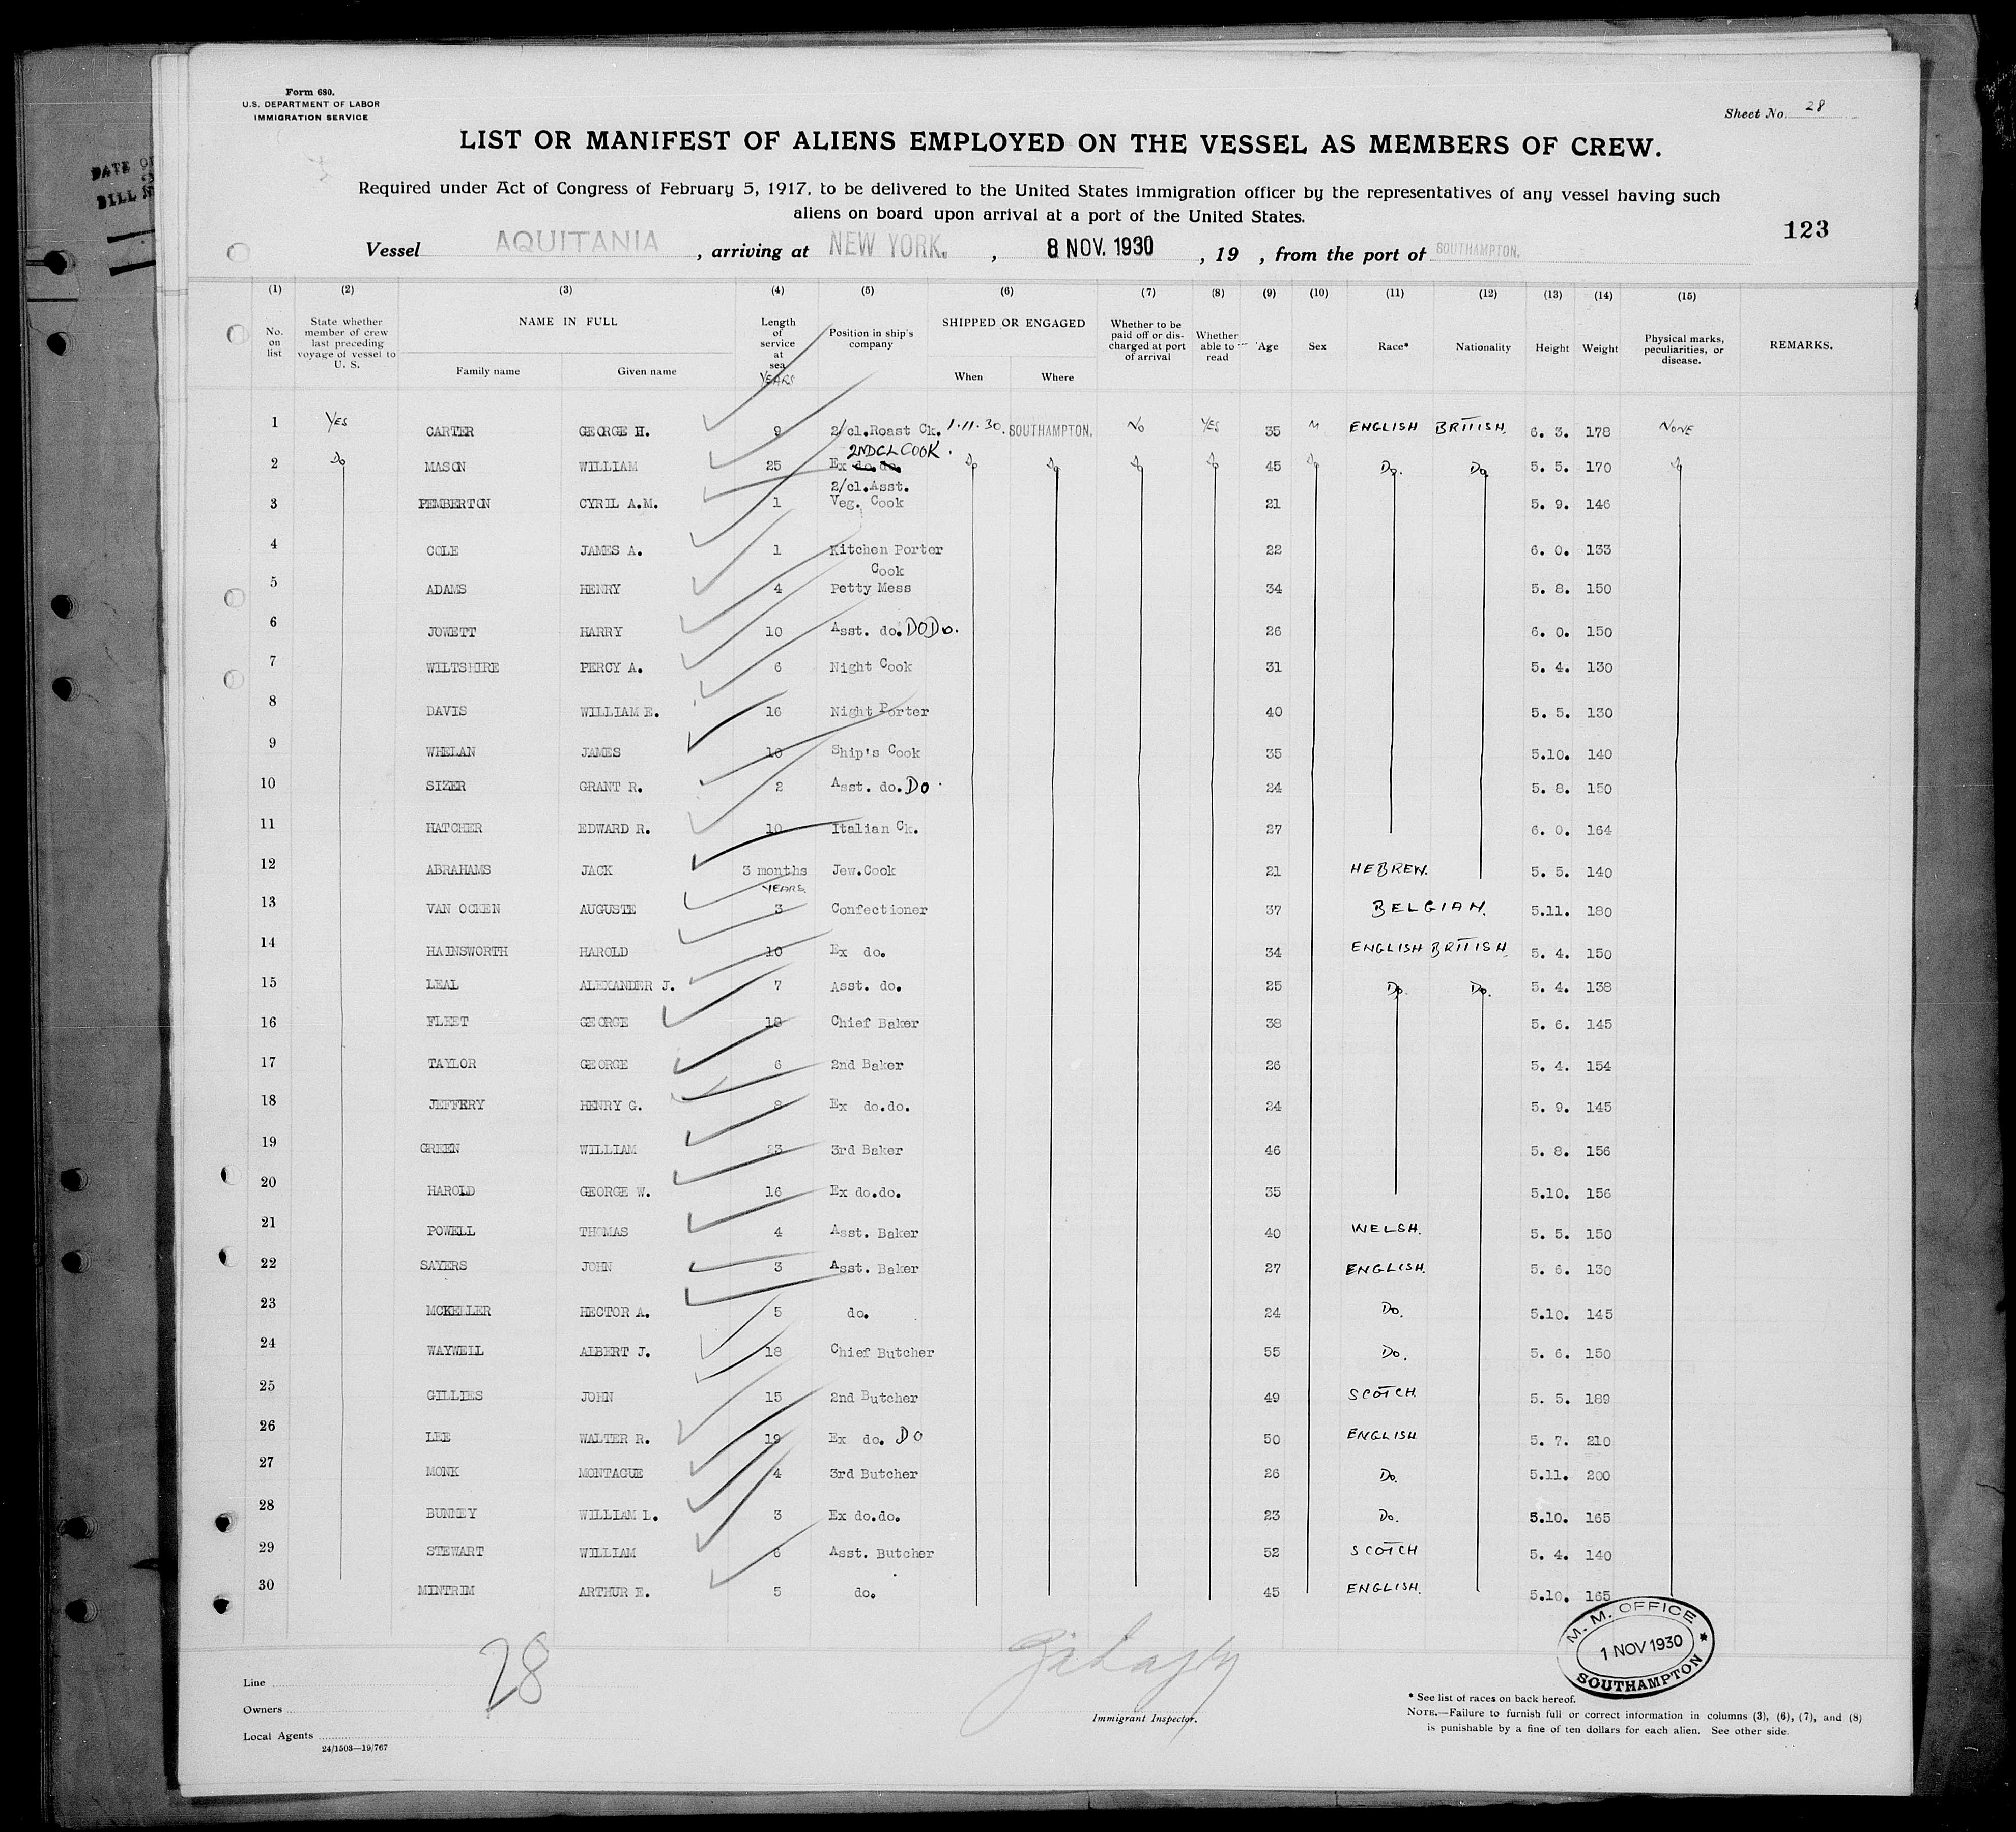 Form 680.
U.S. DEPARTMENT OF LABOR
IMMIGRATION SERVICE
Sheet No. 28
LIST OR MANIFEST OF ALIENS EMPLOYED ON THE VESSEL AS MEMBERS OF CREW.
Required under Act of Congress of February 5, 1917, to be delivered to the United States immigration officer by the representatives of any vessel having such
aliens on board upon arrival at a port of the United States.
123
Vessel AQUITANIA, arriving at NEW YORK., 8 NOV. 1930, 19 , from the port of SOUTHAMPTON.
(1) (2) (3) (4) (5) (6) (7) (8) (9) (10) (11) (12) (13) (14) (15)
No. on list
State whether member of crew last preceding voyage of vessel to U. S.
NAME IN FULL
Family name
Given name
Length of service at sea
YEARS
Position in ship's company
SHIPPED OR ENGAGED
When
Where
Whether to be paid off or discharged at port of arrival
Whether able to read
Age
Sex
Race*
Nationality
Height
Weight
Physical marks, peculiarities, or disease.
REMARKS.
1 YES CARTER GEORGE H. 9 2/cl.Roast Ck. 1.11.30. SOUTHAMPTON. NO YES 35 M ENGLISH BRITISH. 6. 3. 178 NONE
2NDCLCOOK.
2 Do MASON WILLIAM 25 Ex do.do. Do Do Do Do 45 Do Do. Do 5. 5. 170 Do
2/cl.Asst.
3 PEMBERTON CYRIL A.M. 1 Veg. Cook 21 5. 9. 146
4 COLE JAMES A. 1 Kitchen Porter 22 6. 0. 133
Cook
5 ADAMS HENRY 4 Petty Mess 34 5. 8. 150
6 JOWETT HARRY 10 Asst. do. DODo. 26 6. 0. 150
7 WILTSHIRE PERCY A. 6 Night Cook 31 5. 4. 130
8 DAVIS WILLIAM E. 16 Night Porter 40 5. 5. 130
9 WHELAN JAMES 10 Ship's Cook 35 5.10. 140
10 SIZER GRANT R. 2 Asst. do. Do. 24 5. 8. 150
11 HATCHER EDWARD R. 10 Italian Ck. 27 6. 0. 164
12 ABRAHAMS JACK 3 months Jew.Cook 21 HEBREW. 5. 5. 140
YEARS.
13 VAN OCKEN AUGUSTE 3 Confectioner 37 BELGIAN. 5.11. 180
14 HAINSWORTH HAROLD 10 Ex do. 34 ENGLISH BRITISH. 5. 4. 150
15 LEAL ALEXANDER J. 7 Asst. do. 25 Do. Do. 5. 4. 138
16 FLEET GEORGE 18 Chief Baker 38 5. 6. 145
17 TAYLOR GEORGE 6 2nd Baker 26 5. 4. 154
18 JEFFERY HENRY G. 8 Ex do.do. 24 5. 9. 145
19 GREEN WILLIAM 23 3rd Baker 46 5. 8. 156
20 HAROLD GEORGE W. 16 Ex do.do. 35 5.10. 156
21 POWELL THOMAS 4 Asst. Baker 40 WELSH. 5. 5. 150
22 SAYERS JOHN 3 Asst. Baker 27 ENGLISH. 5. 6. 130
23 MCKELLER HECTOR A. 5 do. 24 Do. 5.10. 145
24 WAYWELL ALBERT J. 18 Chief Butcher 55 Do. 5. 6. 150
25 GILLIES JOHN 15 2nd Butcher 49 SCOTCH. 5. 5. 189
26 LEE WALTER R. 19 Ex do. DO 50 ENGLISH 5. 7. 210
27 MONK MONTAGUE 4 3rd Butcher 26 Do. 5.11. 200
28 BUNNEY WILLIAM L. 3 Ex do.do. 23 Do. 5.10. 165
29 STEWART WILLIAM 6 Asst. Butcher 52 SCOTCH 5. 4. 140
30 MINTRIM ARTHUR E. 5 do. 45 ENGLISH. 5.10. 165
M. M. OFFICE
1 NOV 1930
SOUTHAMPTON
28
Line
Owners
Local Agents
24/1503—19/767
Immigrant Inspector.
* See list of races on back hereof.
NOTE.—Failure to furnish full or correct information in columns (3), (6), (7), and (8)
is punishable by a fine of ten dollars for each alien. See other side.